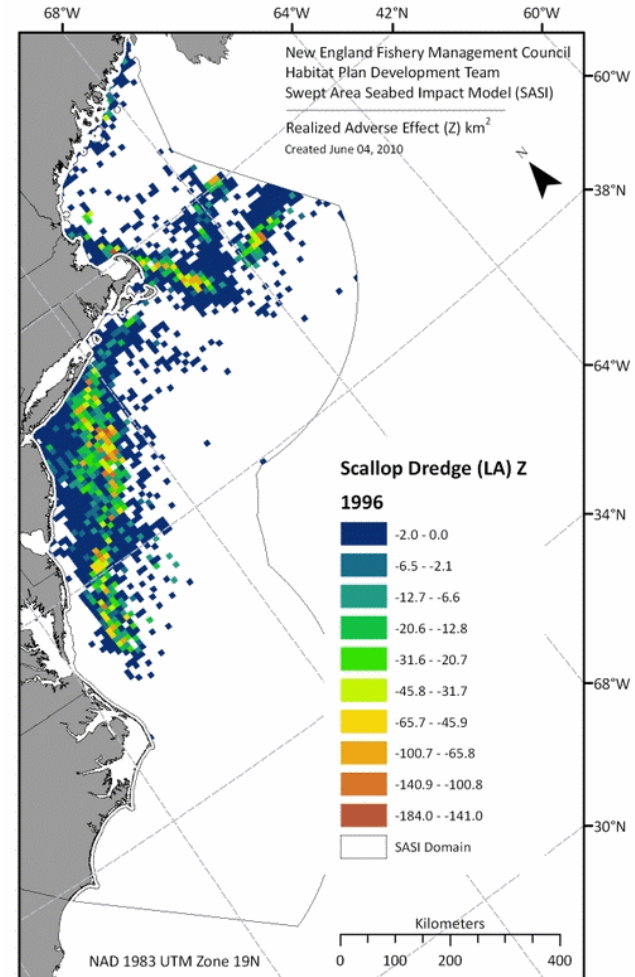 68°W 64°W 42°N 60°W
New England Fishery Management Council
Habitat Plan Development Team
Swept Area Seabed Impact Model (SASI)
Realized Adverse Effect (Z) km²
Created June 04, 2010
N
60°W
38°N
64°W
34°N
68°W
30°N
Scallop Dredge (LA) Z
1996
-2.0 - 0.0
-6.5 - -2.1
-12.7 - -6.6
-20.6 - -12.8
-31.6 - -20.7
-45.8 - -31.7
-65.7 - -45.9
-100.7 - -65.8
-140.9 - -100.8
-184.0 - -141.0
SASI Domain
Kilometers
0 100 200 400
NAD 1983 UTM Zone 19N